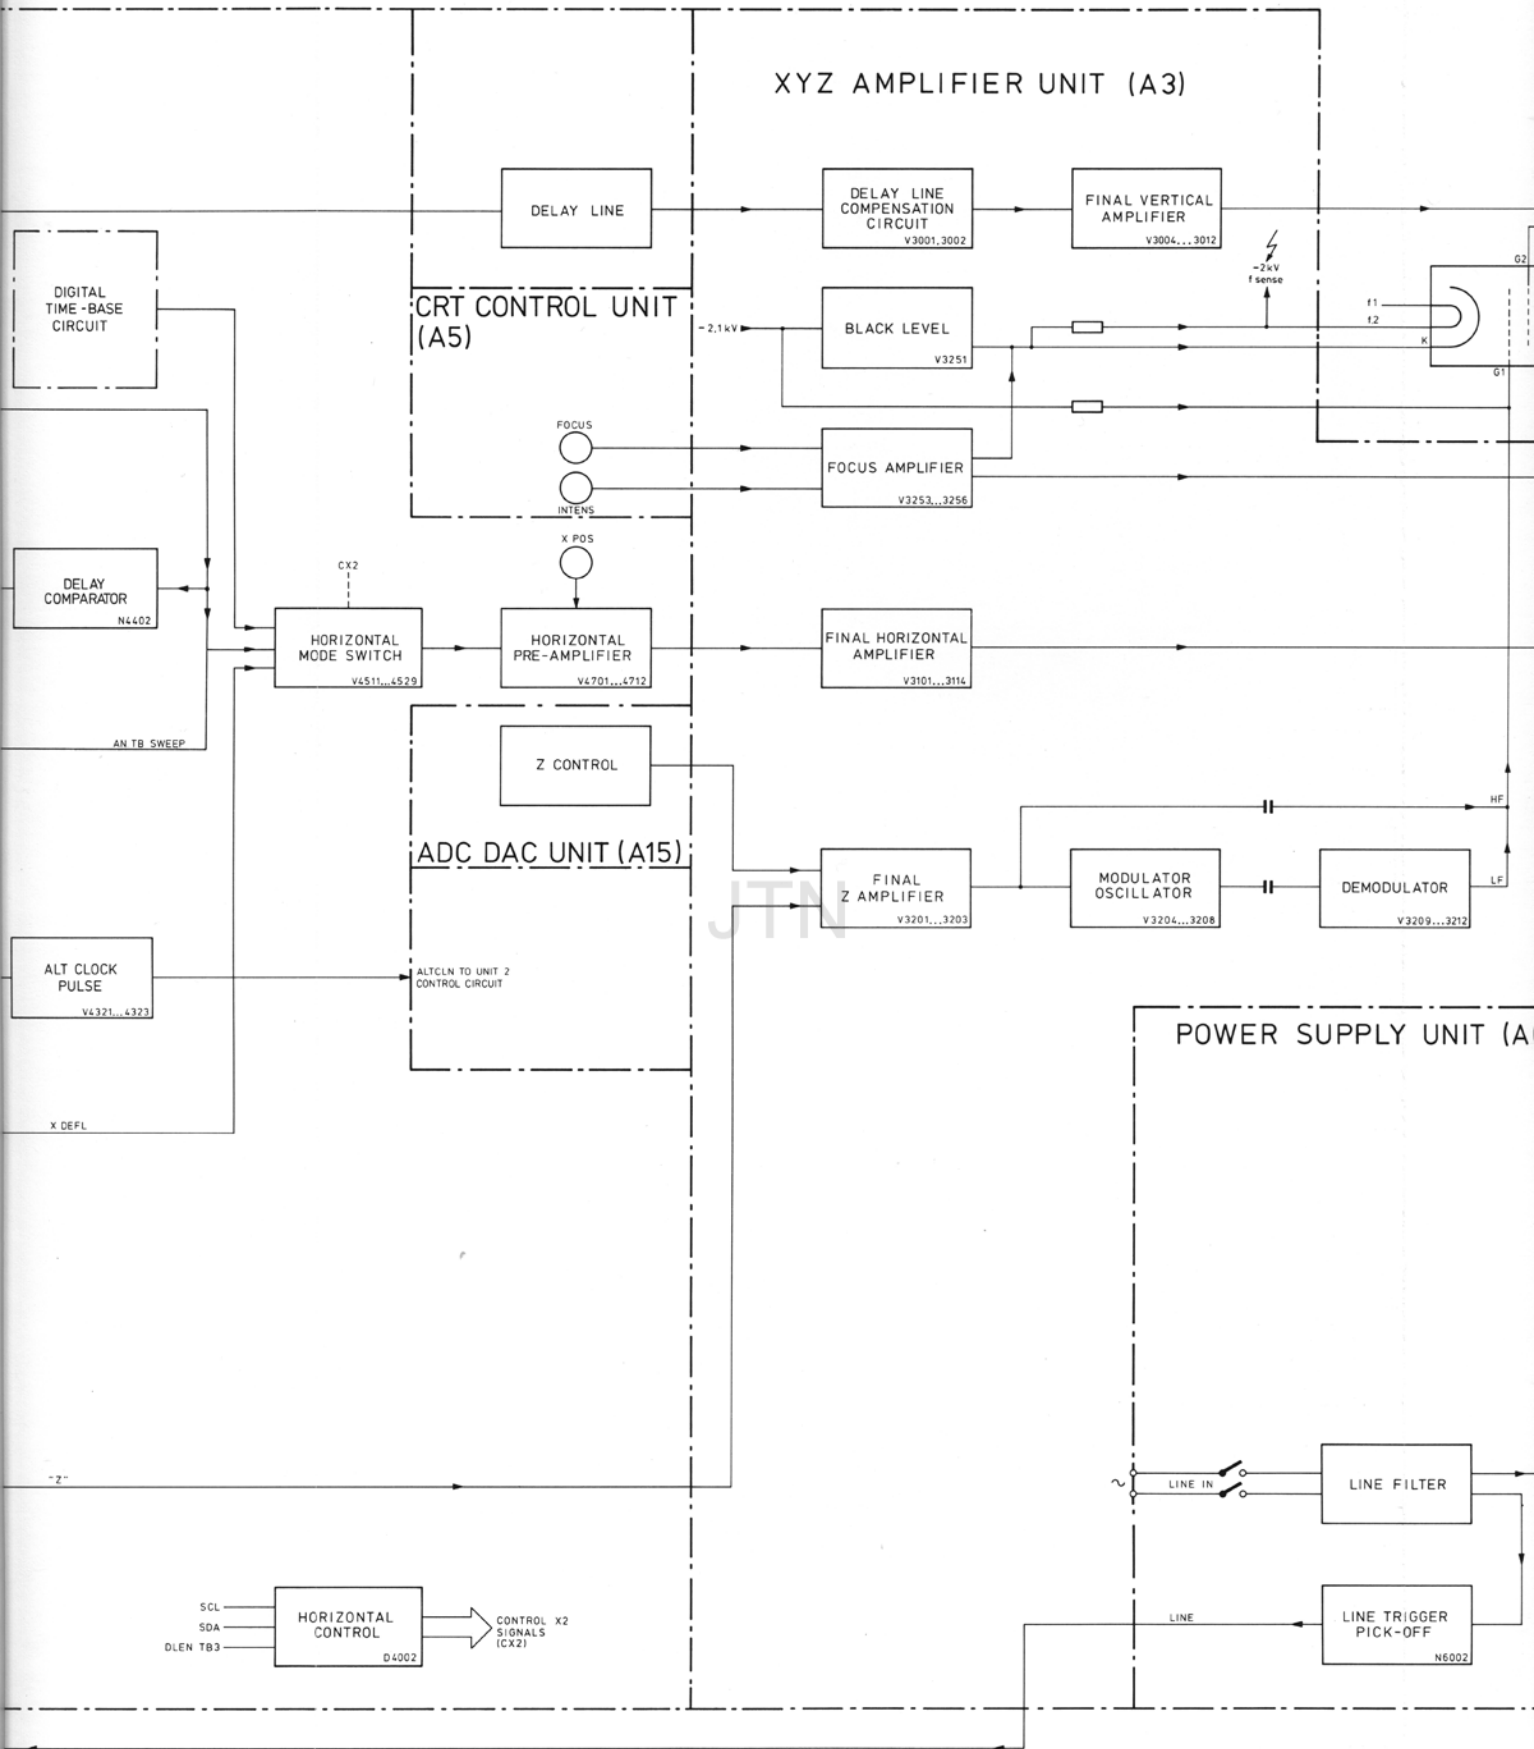 XYZ AMPLIFIER UNIT (A3)
DELAY LINE
DELAY LINE
COMPENSATION
CIRCUIT
V3001,3002
FINAL VERTICAL
AMPLIFIER
V3004...3012
-2kV
f sense
G2
DIGITAL
TIME-BASE
CIRCUIT
CRT CONTROL UNIT
(A5)
-2,1kV
BLACK LEVEL
V3251
f1
f2
K
G1
FOCUS
INTENS
FOCUS AMPLIFIER
V3253...3256
X POS
DELAY
COMPARATOR
N4402
CX2
HORIZONTAL
MODE SWITCH
V4511...4529
HORIZONTAL
PRE-AMPLIFIER
V4701...4712
FINAL HORIZONTAL
AMPLIFIER
V3101...3114
AN TB SWEEP
Z CONTROL
HF
ADC DAC UNIT (A15)
FINAL
Z AMPLIFIER
V3201...3203
MODULATOR
OSCILLATOR
V3204...3208
DEMODULATOR
V3209...3212
LF
JTN
ALT CLOCK
PULSE
V4321...4323
ALTCLN TO UNIT 2
CONTROL CIRCUIT
POWER SUPPLY UNIT
X DEFL
-Z-
~
LINE IN
LINE FILTER
SCL
SDA
DLEN TB3
HORIZONTAL
CONTROL
D4002
CONTROL X2
SIGNALS
(CX2)
LINE
LINE TRIGGER
PICK-OFF
N6002